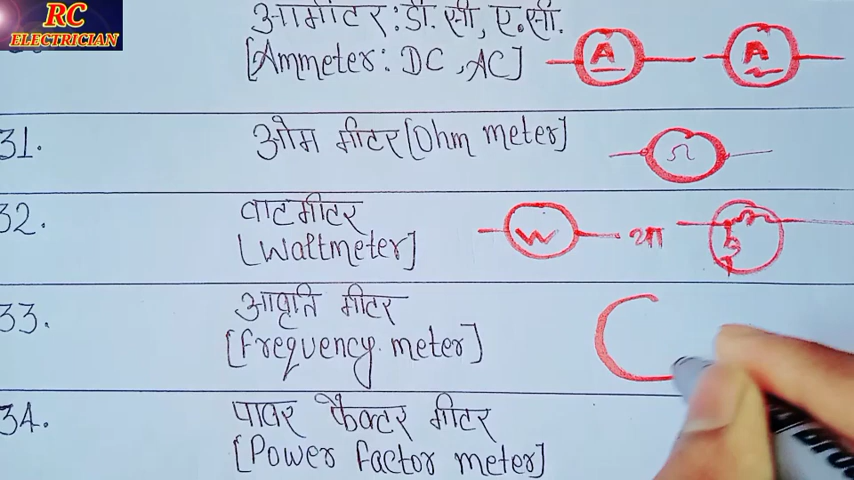 RC
ELECTRICIAN
आमीटर: डी. सी, ए.सी.
[Ammeter: DC, AC] A A
31. ओम मीटर [Ohm meter] Ω
32. वाटमीटर
[Wattmeter] W या
33. आवृति मीटर
[frequency meter]
34. पावर फैक्टर मीटर
[Power factor meter]